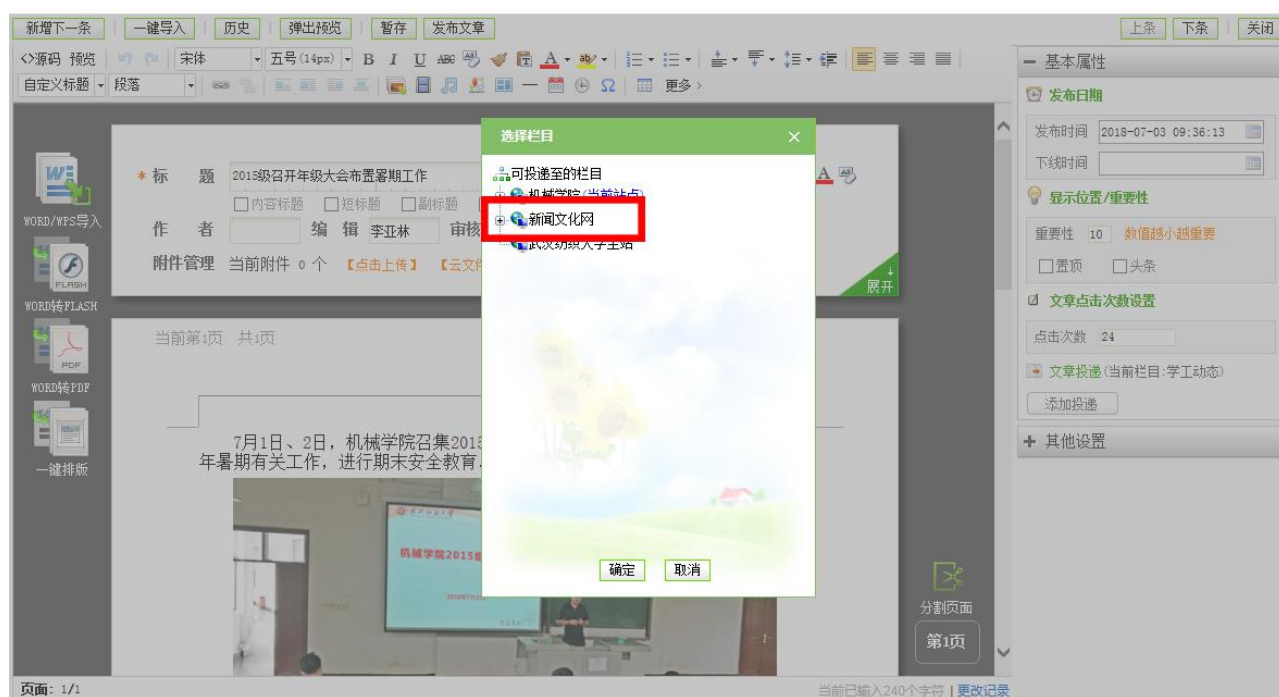 新增下一条 一键导入 历史 弹出预览 暂存 发布文章 上条 下条 关闭
<>源码 预览 宋体 五号(14px) B I U ABC A aby
自定义标题 段落 更多
选择栏目
可投递至的栏目
机械学院(当前站点)
新闻文化网
武汉纺织大学主站
确定 取消
WORD/WPS导入
FLASH
WORD转FLASH
PDF
WORD转PDF
一键排版
*标 题 2015级召开年级大会布置署期工作
内容标题 短标题 副标题
作 者 编 辑 李亚林 审核
附件管理 当前附件 0 个 【点击上传】 【云文件
展开
当前第1页 共1页
7月1日、2日，机械学院召集2015
年暑期有关工作，进行期末安全教育
机械学院2015
分割页面
第1页
页面: 1/1 当前已输入240个字符 | 更改记录
基本属性
发布日期
发布时间 2018-07-03 09:36:13
下线时间
显示位置/重要性
重要性 10 数值越小越重要
置顶 头条
文章点击次数设置
点击次数 24
文章投递(当前栏目:学工动态)
添加投递
其他设置